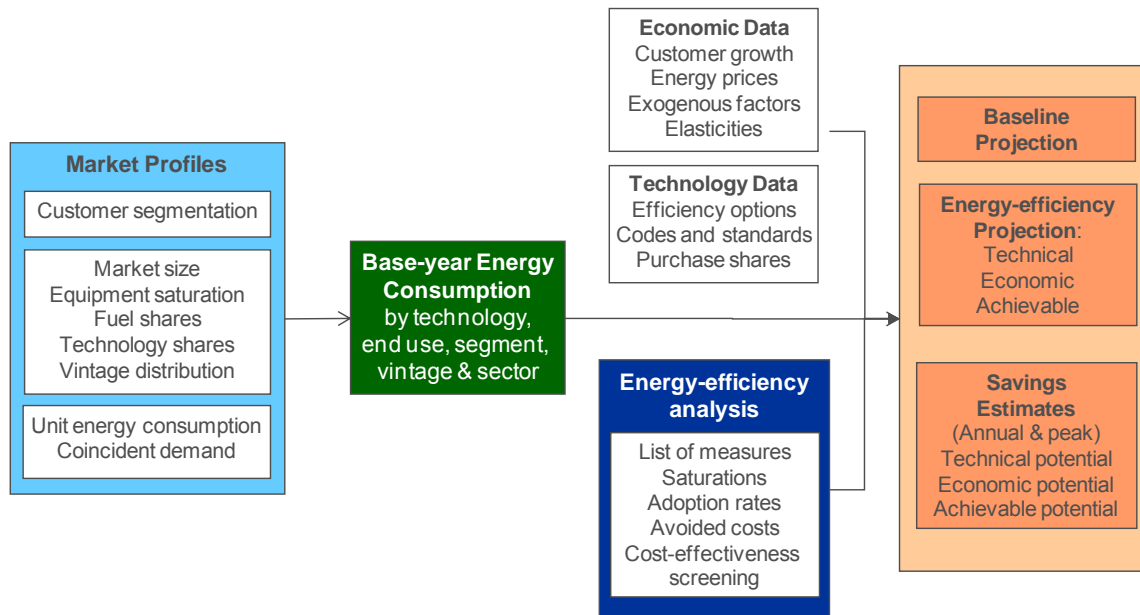 Market Profiles
Customer segmentation
Market size
Equipment saturation
Fuel shares
Technology shares
Vintage distribution
Unit energy consumption
Coincident demand
Base-year Energy
Consumption
by technology,
end use, segment,
vintage & sector
Economic Data
Customer growth
Energy prices
Exogenous factors
Elasticities
Technology Data
Efficiency options
Codes and standards
Purchase shares
Energy-efficiency
analysis
List of measures
Saturations
Adoption rates
Avoided costs
Cost-effectiveness
screening
Baseline
Projection
Energy-efficiency
Projection:
Technical
Economic
Achievable
Savings
Estimates
(Annual & peak)
Technical potential
Economic potential
Achievable potential